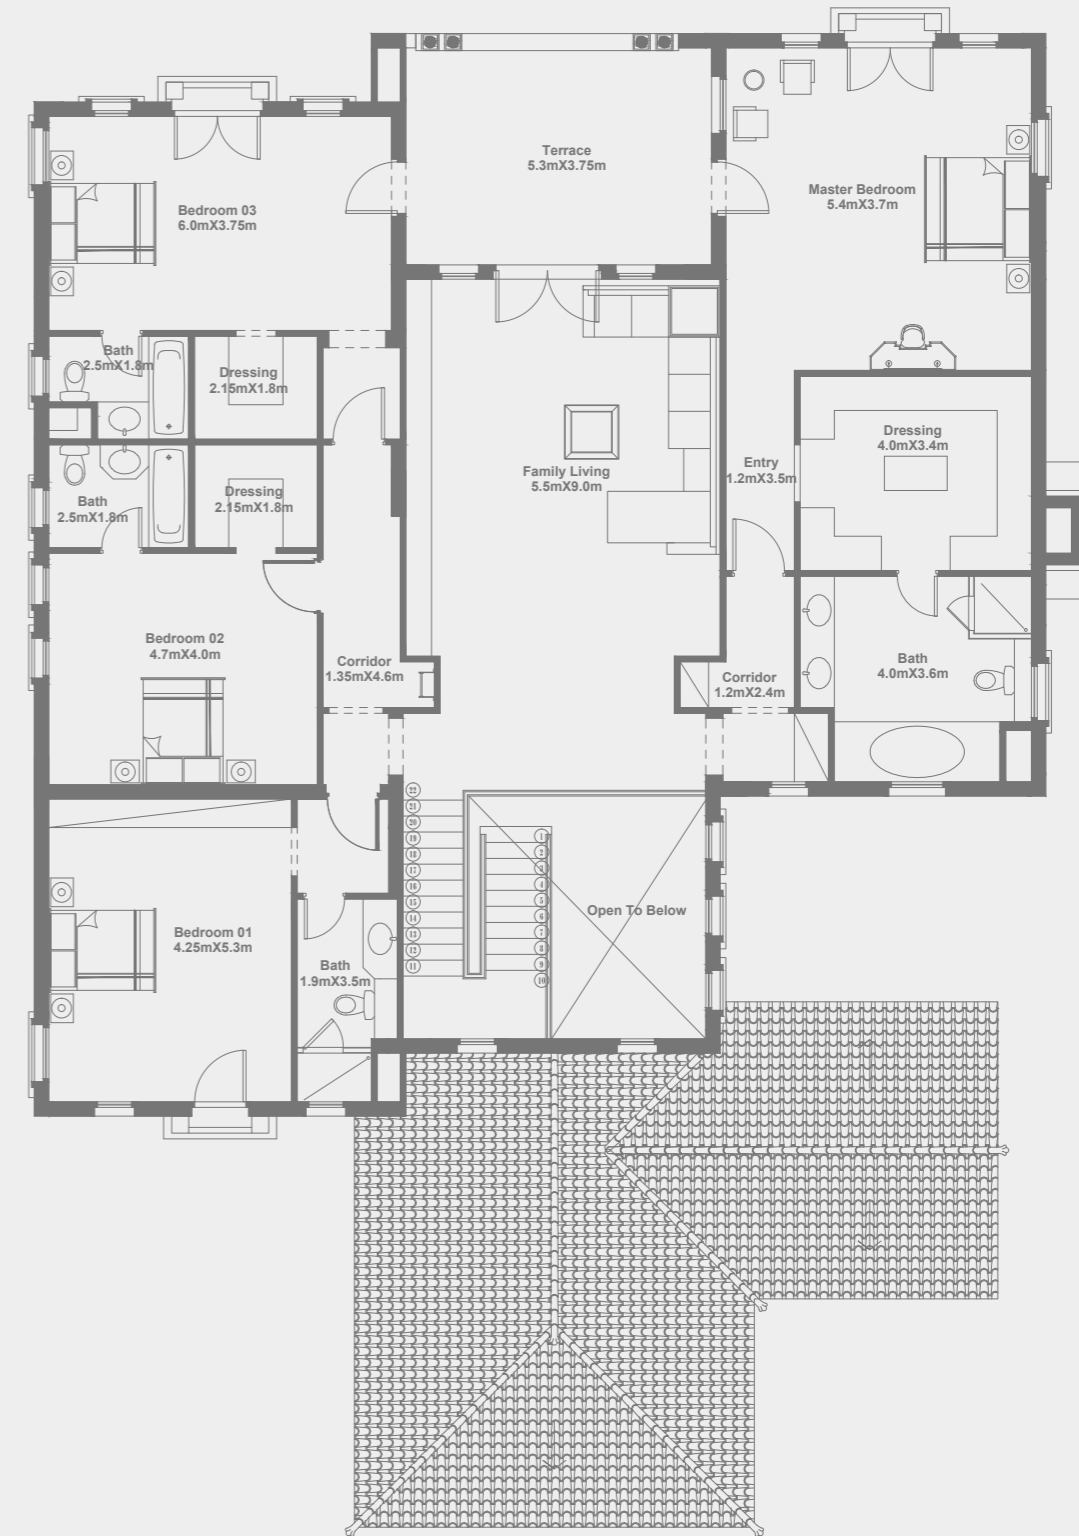 Terrace
5.3mX3.75m
Master Bedroom
5.4mX3.7m
Bedroom 03
6.0mX3.75m
Bath
2.5mX1.8m
Dressing
2.15mX1.8m
Dressing
4.0mX3.4m
Family Living
5.5mX9.0m
Entry
1.2mX3.5m
Bath
2.5mX1.8m
Dressing
2.15mX1.8m
Bedroom 02
4.7mX4.0m
Corridor
1.35mX4.6m
Corridor
1.2mX2.4m
Bath
4.0mX3.6m
22
21
20
19
18
17
16
15
14
13
12
11
1
2
3
4
5
6
7
8
9
10
Open To Below
Bedroom 01
4.25mX5.3m
Bath
1.9mX3.5m